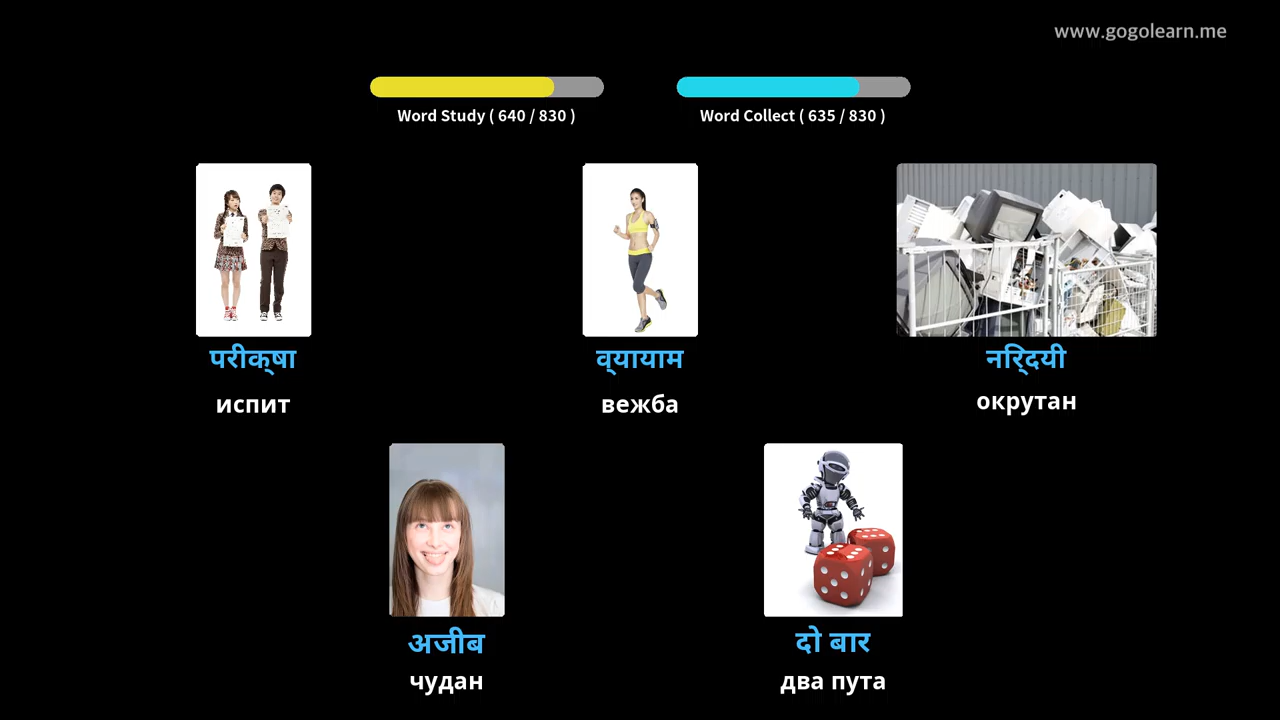 www.gogolearn.me
Word Study ( 640 / 830 )
Word Collect ( 635 / 830 )
परीक्षा
испит
व्यायाम
вежба
निर्दयी
окрутан
अजीब
чудан
दो बार
два пута